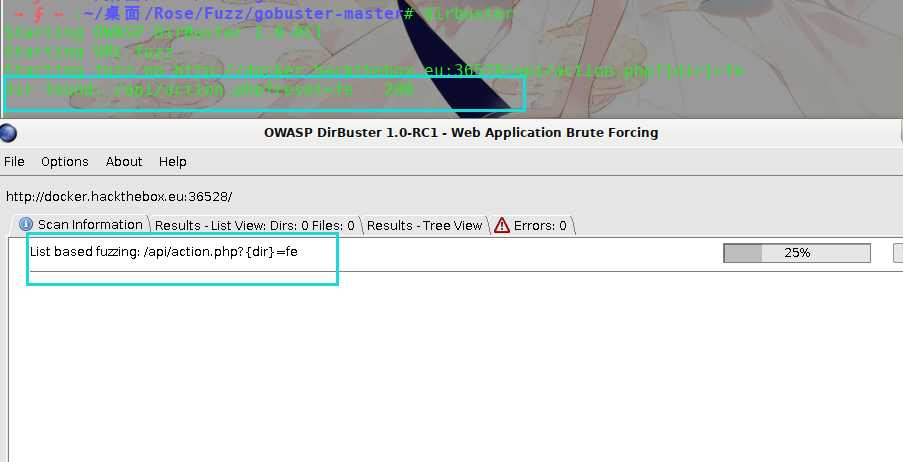 → ∮ ← :~/桌面/Rose/Fuzz/gobuster-master# dirbuster
Starting OWASP DirBuster 1.0-RC1
Starting URL fuzz
Starting fuzz on http://docker.hackthebox.eu:36528/api/action.php?{dir}=fe
Dir found: /api/action.php?reset=fe - 200
OWASP DirBuster 1.0-RC1 - Web Application Brute Forcing
File Options About Help
http://docker.hackthebox.eu:36528/
Scan Information Results - List View: Dirs: 0 Files: 0 Results - Tree View Errors: 0
List based fuzzing: /api/action.php?{dir}=fe 25%